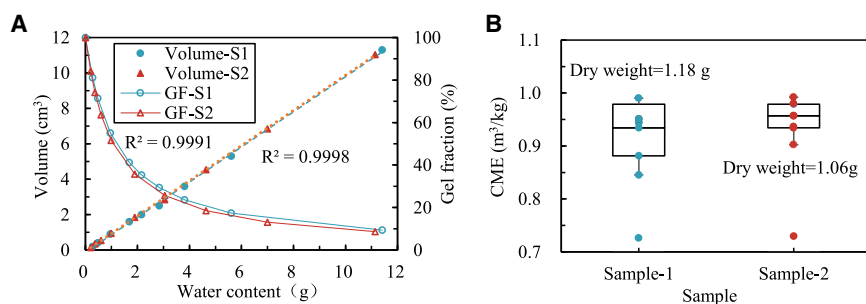 A
12
10
8
6
4
2
0
Volume (cm³)
Volume-S1
Volume-S2
GF-S1
GF-S2
R² = 0.9991
R² = 0.9998
100
80
60
40
20
0
Gel fraction (%)
0 2 4 6 8 10 12 14
Water content（g）
B
1.1
1.0
0.9
0.8
0.7
CME (m³/kg)
Dry weight=1.18 g
Dry weight=1.06g
Sample-1 Sample-2
Sample